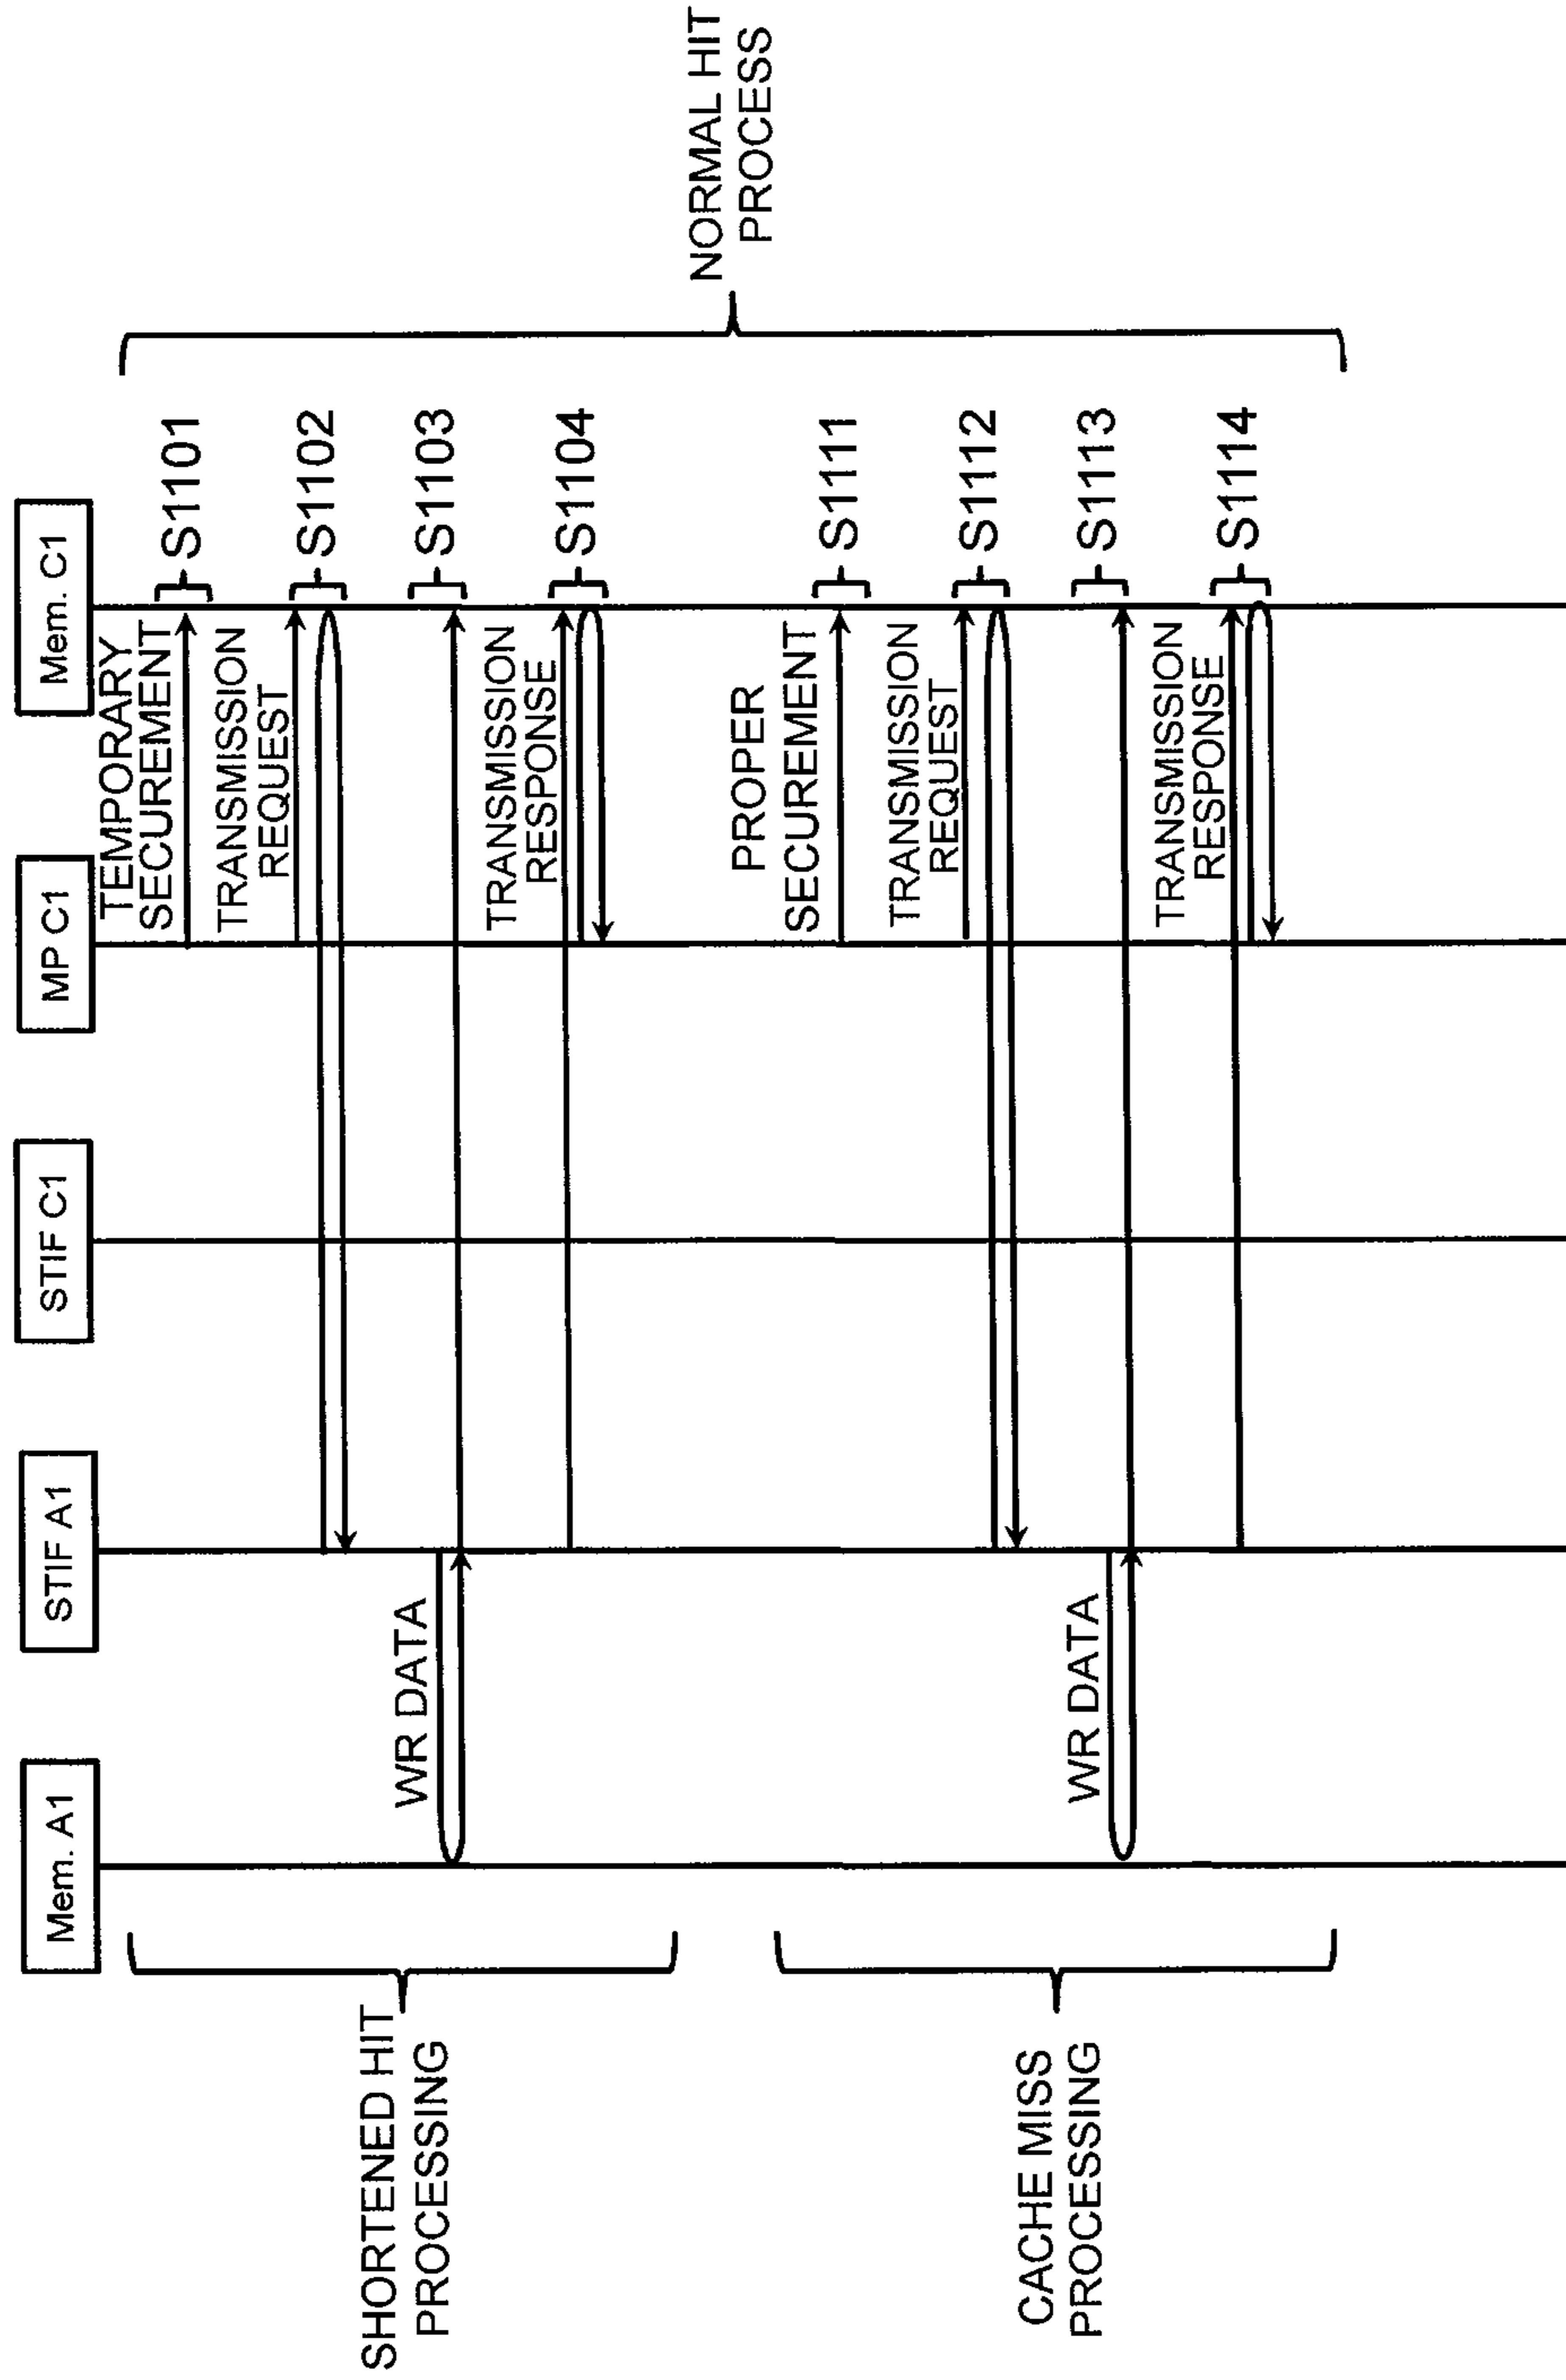 Mem. A1
STIF A1
STIF C1
MP C1
Mem. C1
SHORTENED HIT
PROCESSING
CACHE MISS
PROCESSING
NORMAL HIT
PROCESS
TEMPORARY
SECUREMENT
S1101
TRANSMISSION
REQUEST
S1102
WR DATA
S1103
TRANSMISSION
RESPONSE
S1104
PROPER
SECUREMENT
S1111
TRANSMISSION
REQUEST
S1112
WR DATA
S1113
TRANSMISSION
RESPONSE
S1114